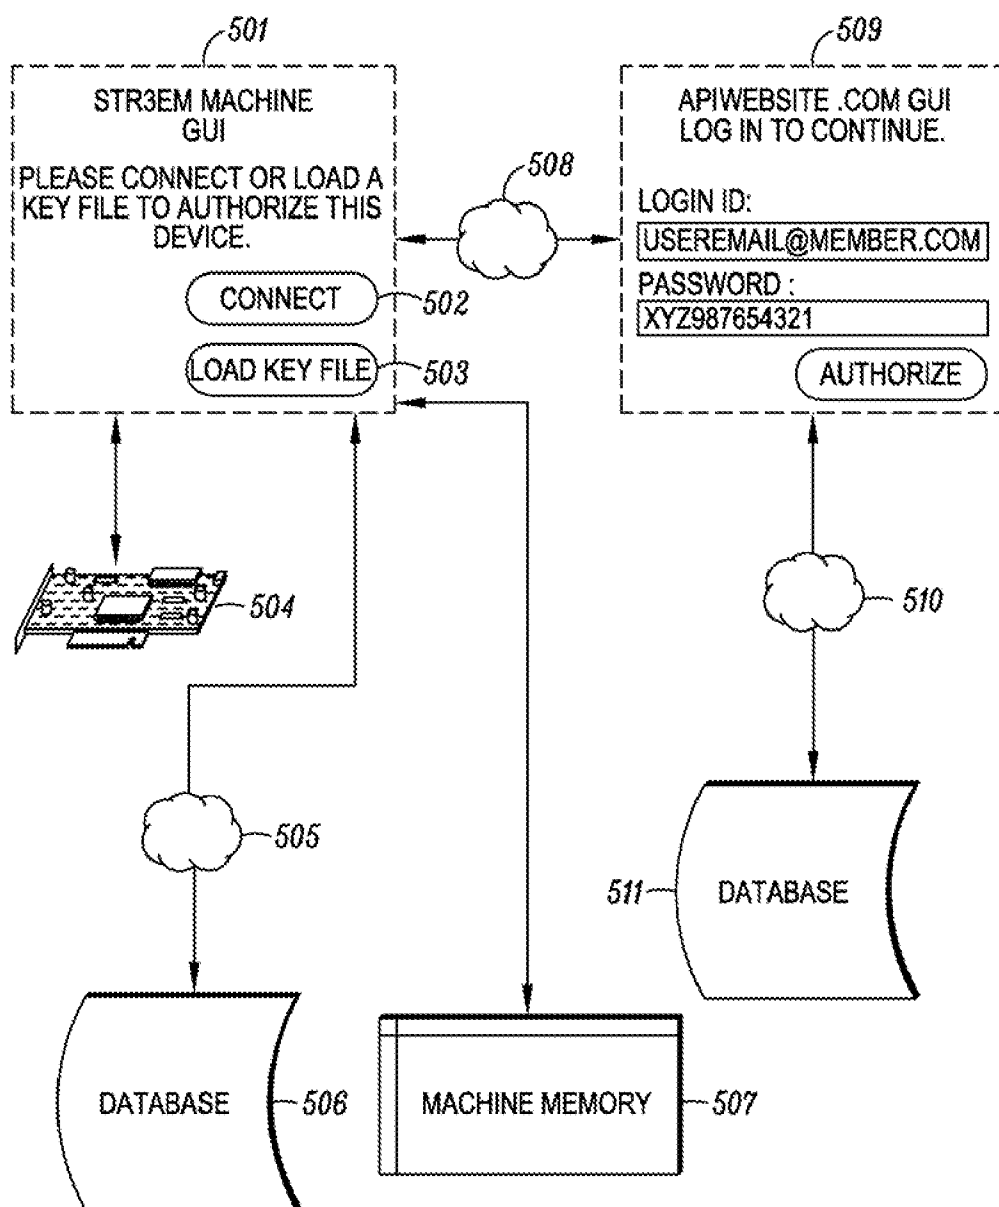 501
STR3EM MACHINE
GUI
PLEASE CONNECT OR LOAD A
KEY FILE TO AUTHORIZE THIS
DEVICE.
CONNECT
502
LOAD KEY FILE
503
508
509
APIWEBSITE .COM GUI
LOG IN TO CONTINUE.
LOGIN ID:
USEREMAIL@MEMBER.COM
PASSWORD :
XYZ987654321
AUTHORIZE
504
510
505
511
DATABASE
DATABASE
506
MACHINE MEMORY
507